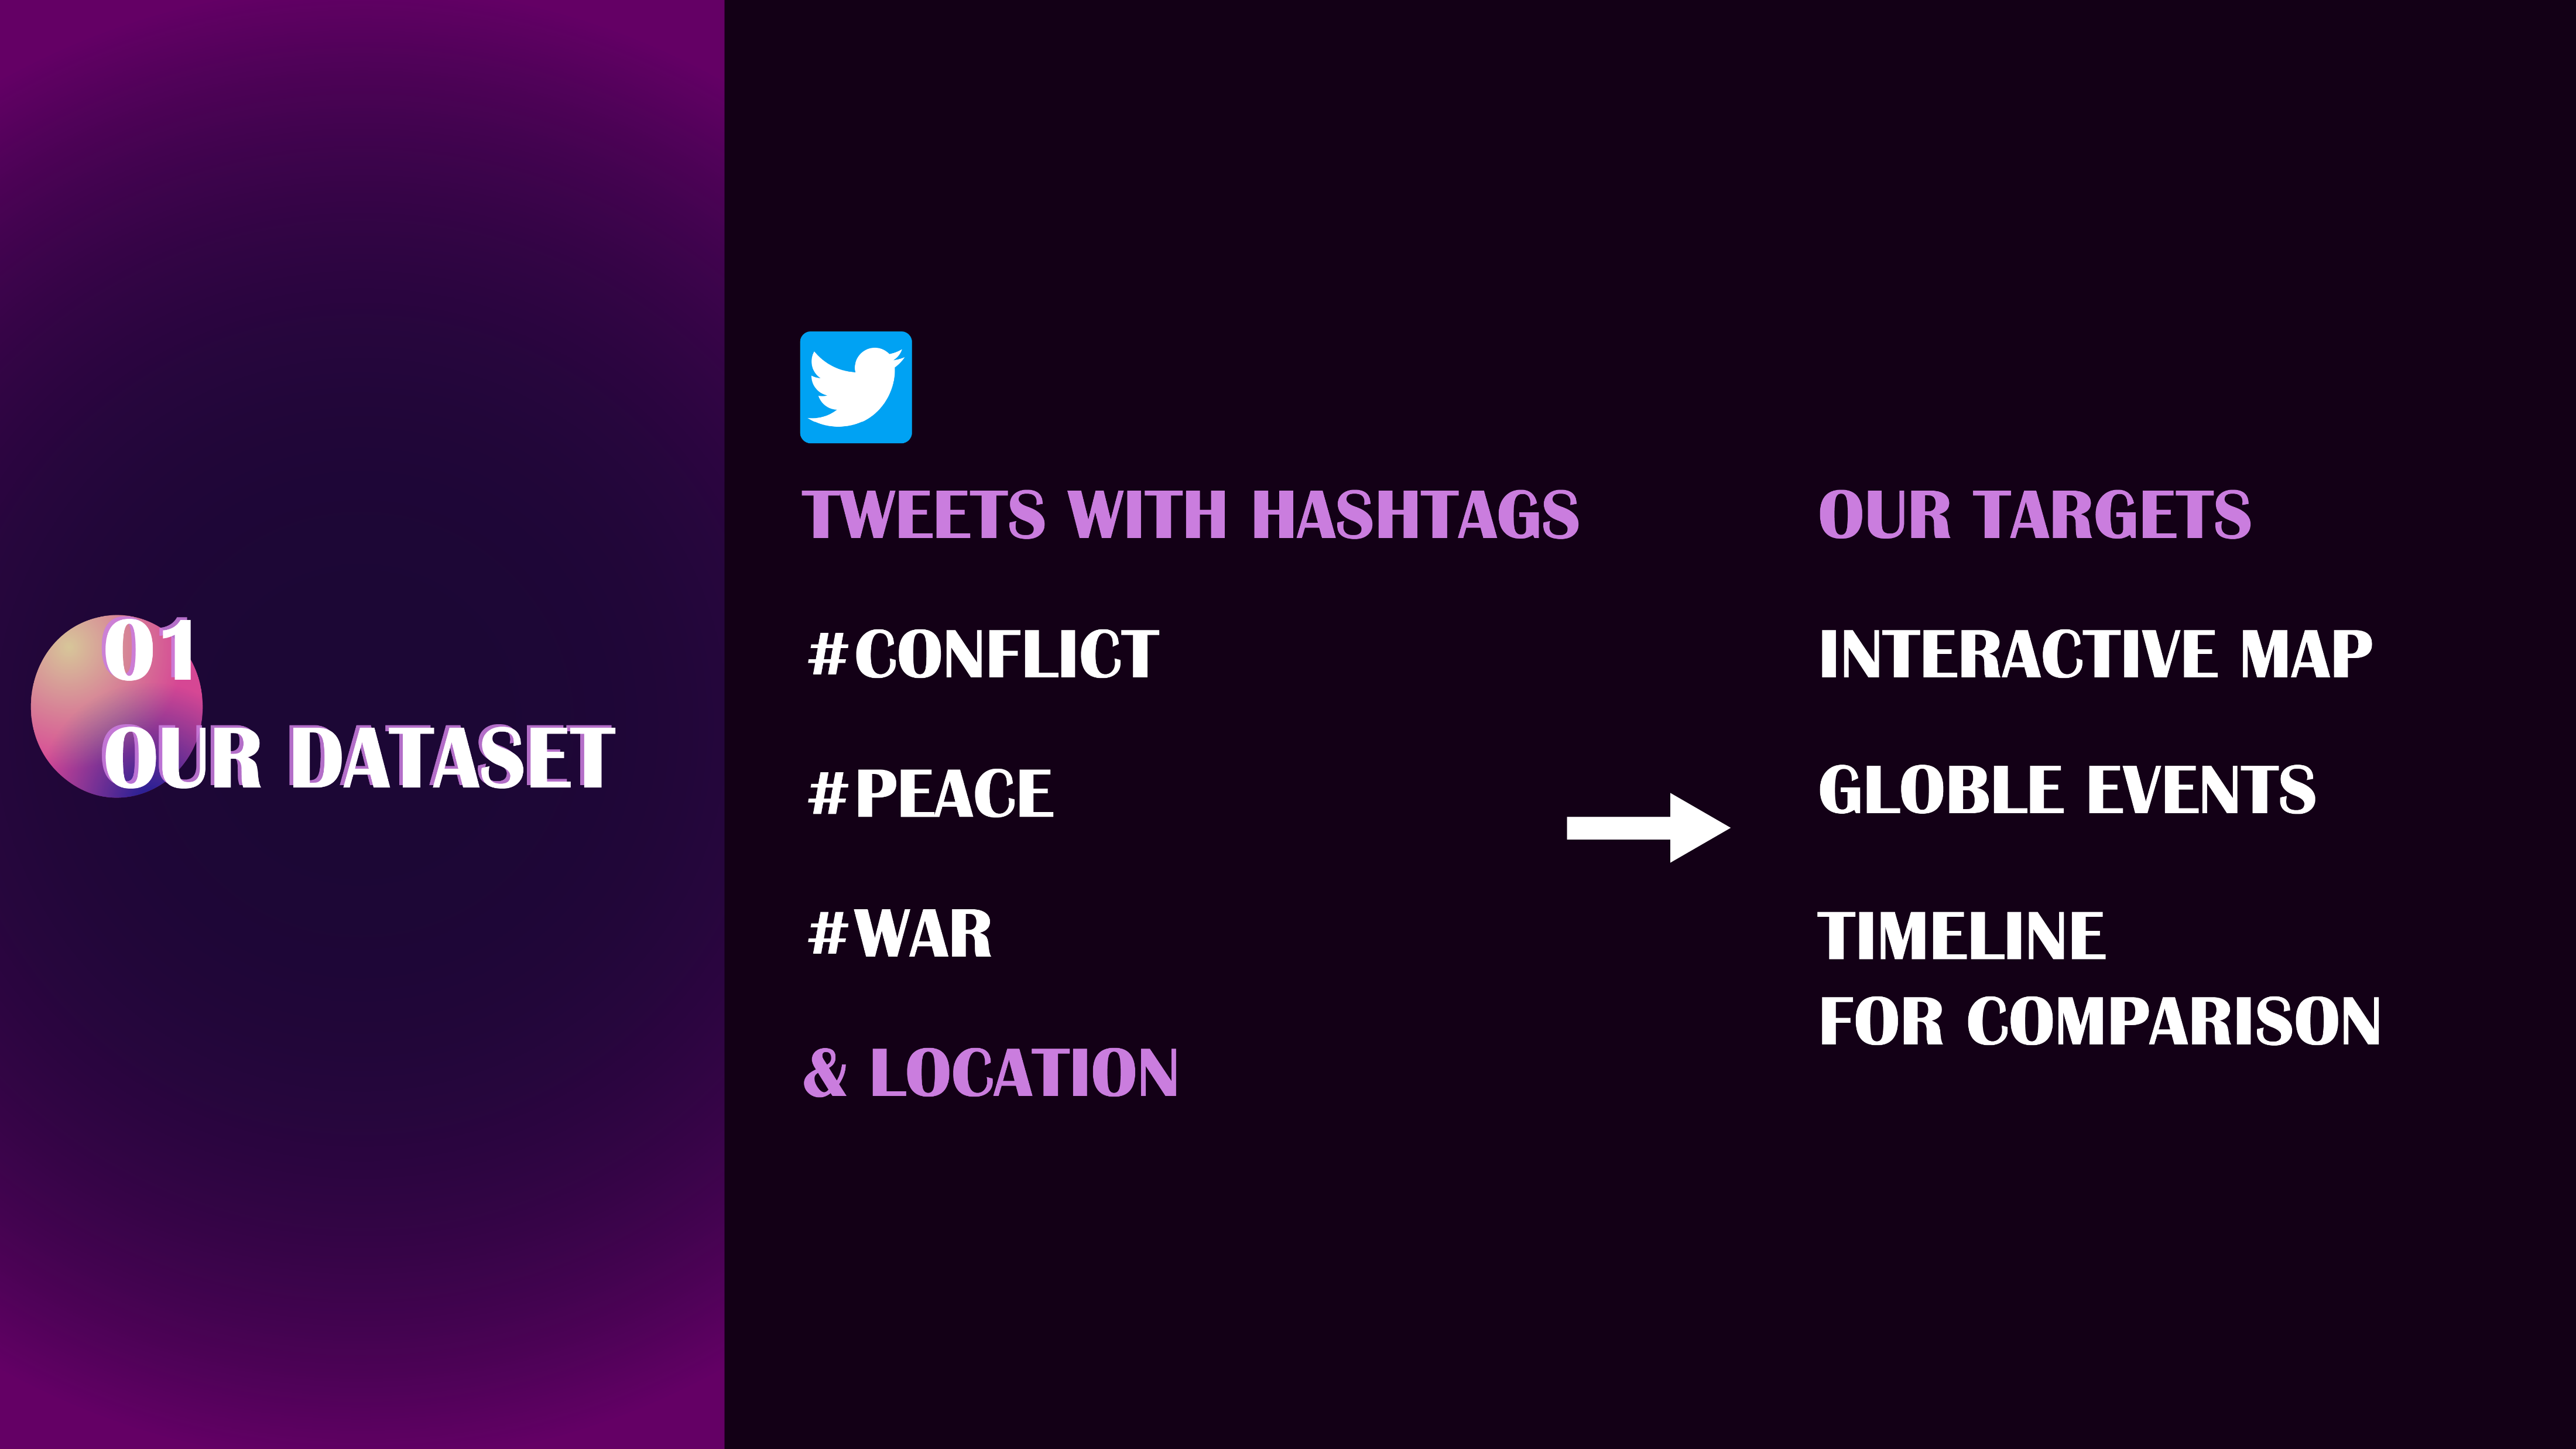 01
OUR DATASET
TWEETS WITH HASHTAGS
#CONFLICT
#PEACE
#WAR
& LOCATION
OUR TARGETS
INTERACTIVE MAP
GLOBLE EVENTS
TIMELINE
FOR COMPARISON